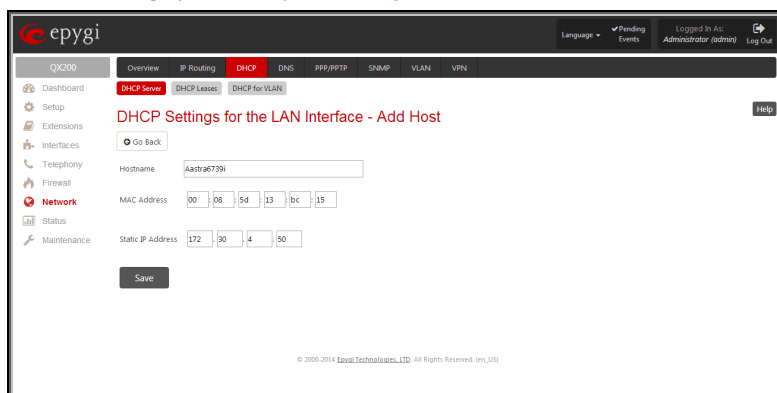 epygi
Language
Pending Events
Logged In As: Administrator (admin)
Log Out
QX200
Overview IP Routing DHCP DNS PPP/PPTP SNMP VLAN VPN
Dashboard
Setup
Extensions
Interfaces
Telephony
Firewall
Network
Status
Maintenance
DHCP Server DHCP Leases DHCP for VLAN
Help
DHCP Settings for the LAN Interface - Add Host
Go Back
Hostname Aastra6739i
MAC Address 00 : 08 : 5d : 13 : bc : 15
Static IP Address 172 . 30 . 4 . 50
Save
© 2000-2014 Epygi Technologies, LTD. All Rights Reserved. (en_US)